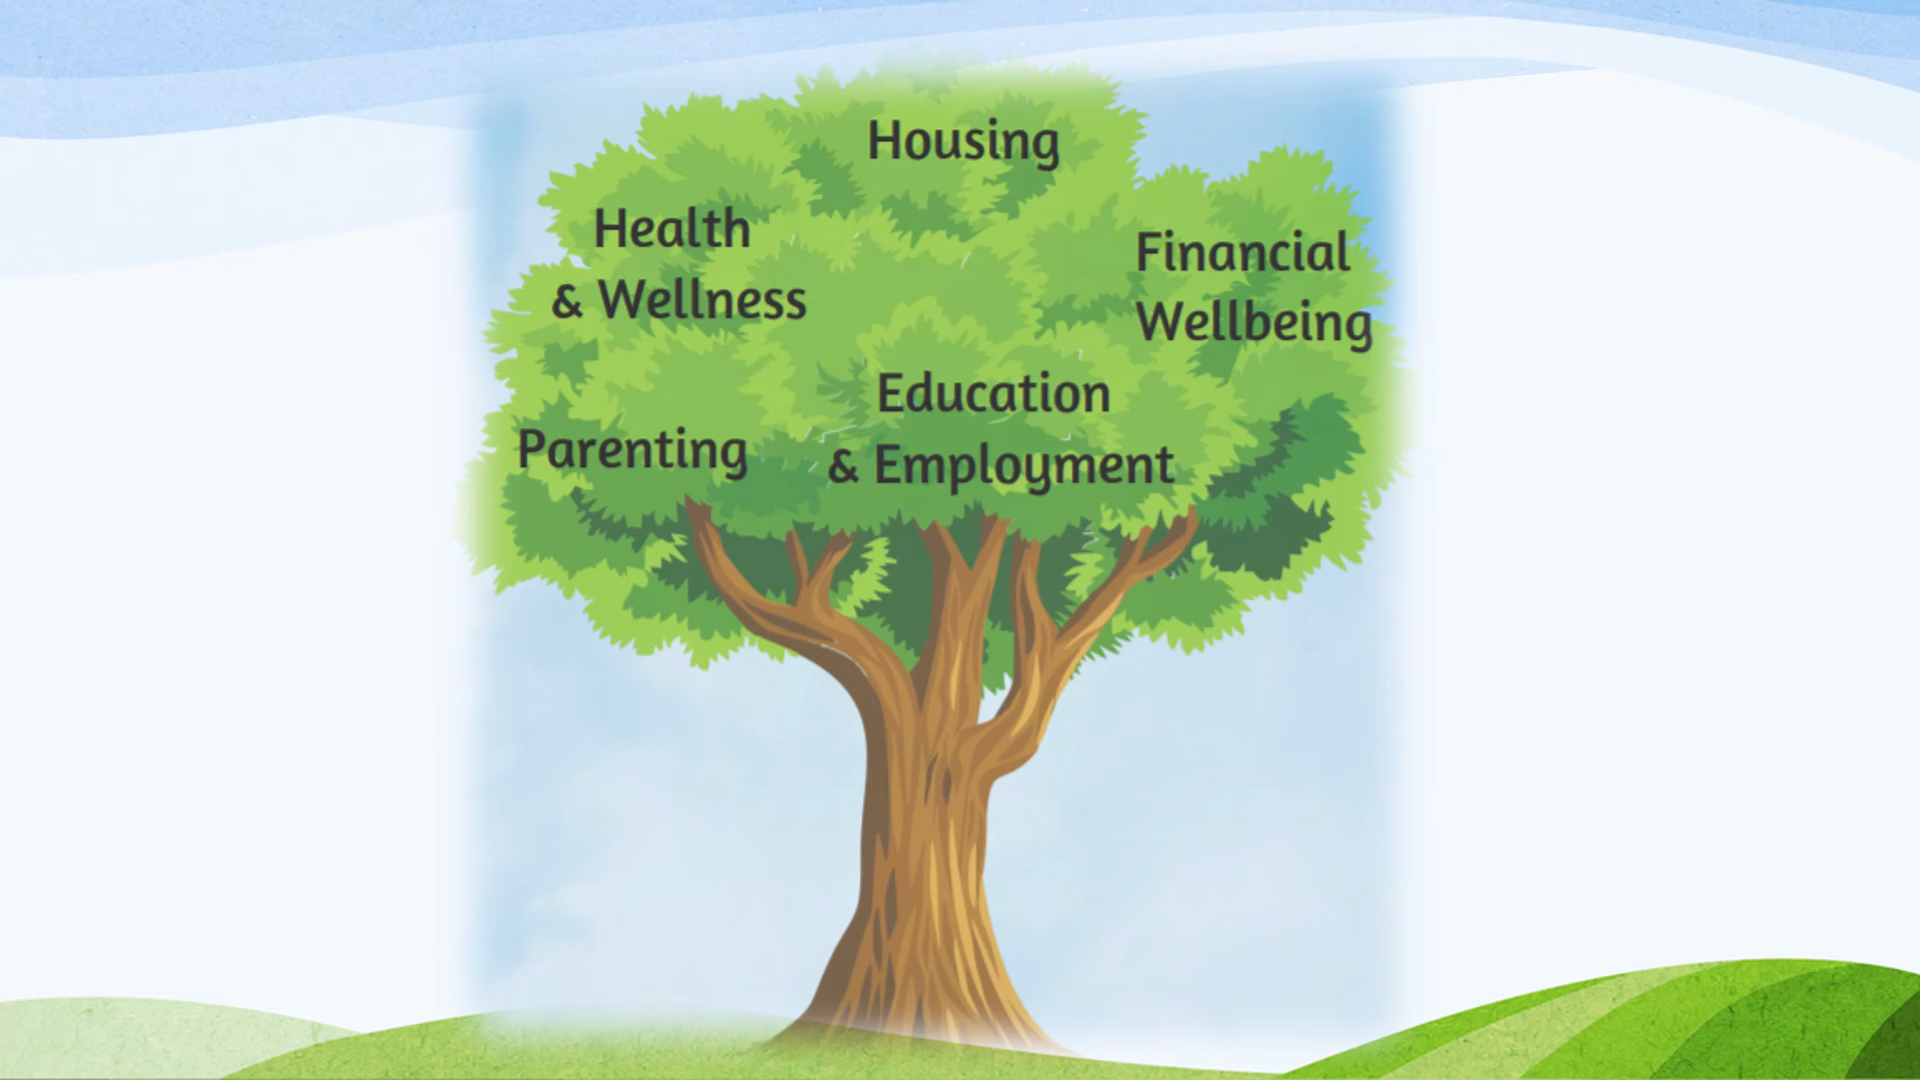 Housing
Health
& Wellness
Financial
Wellbeing
Education
& Employment
Parenting